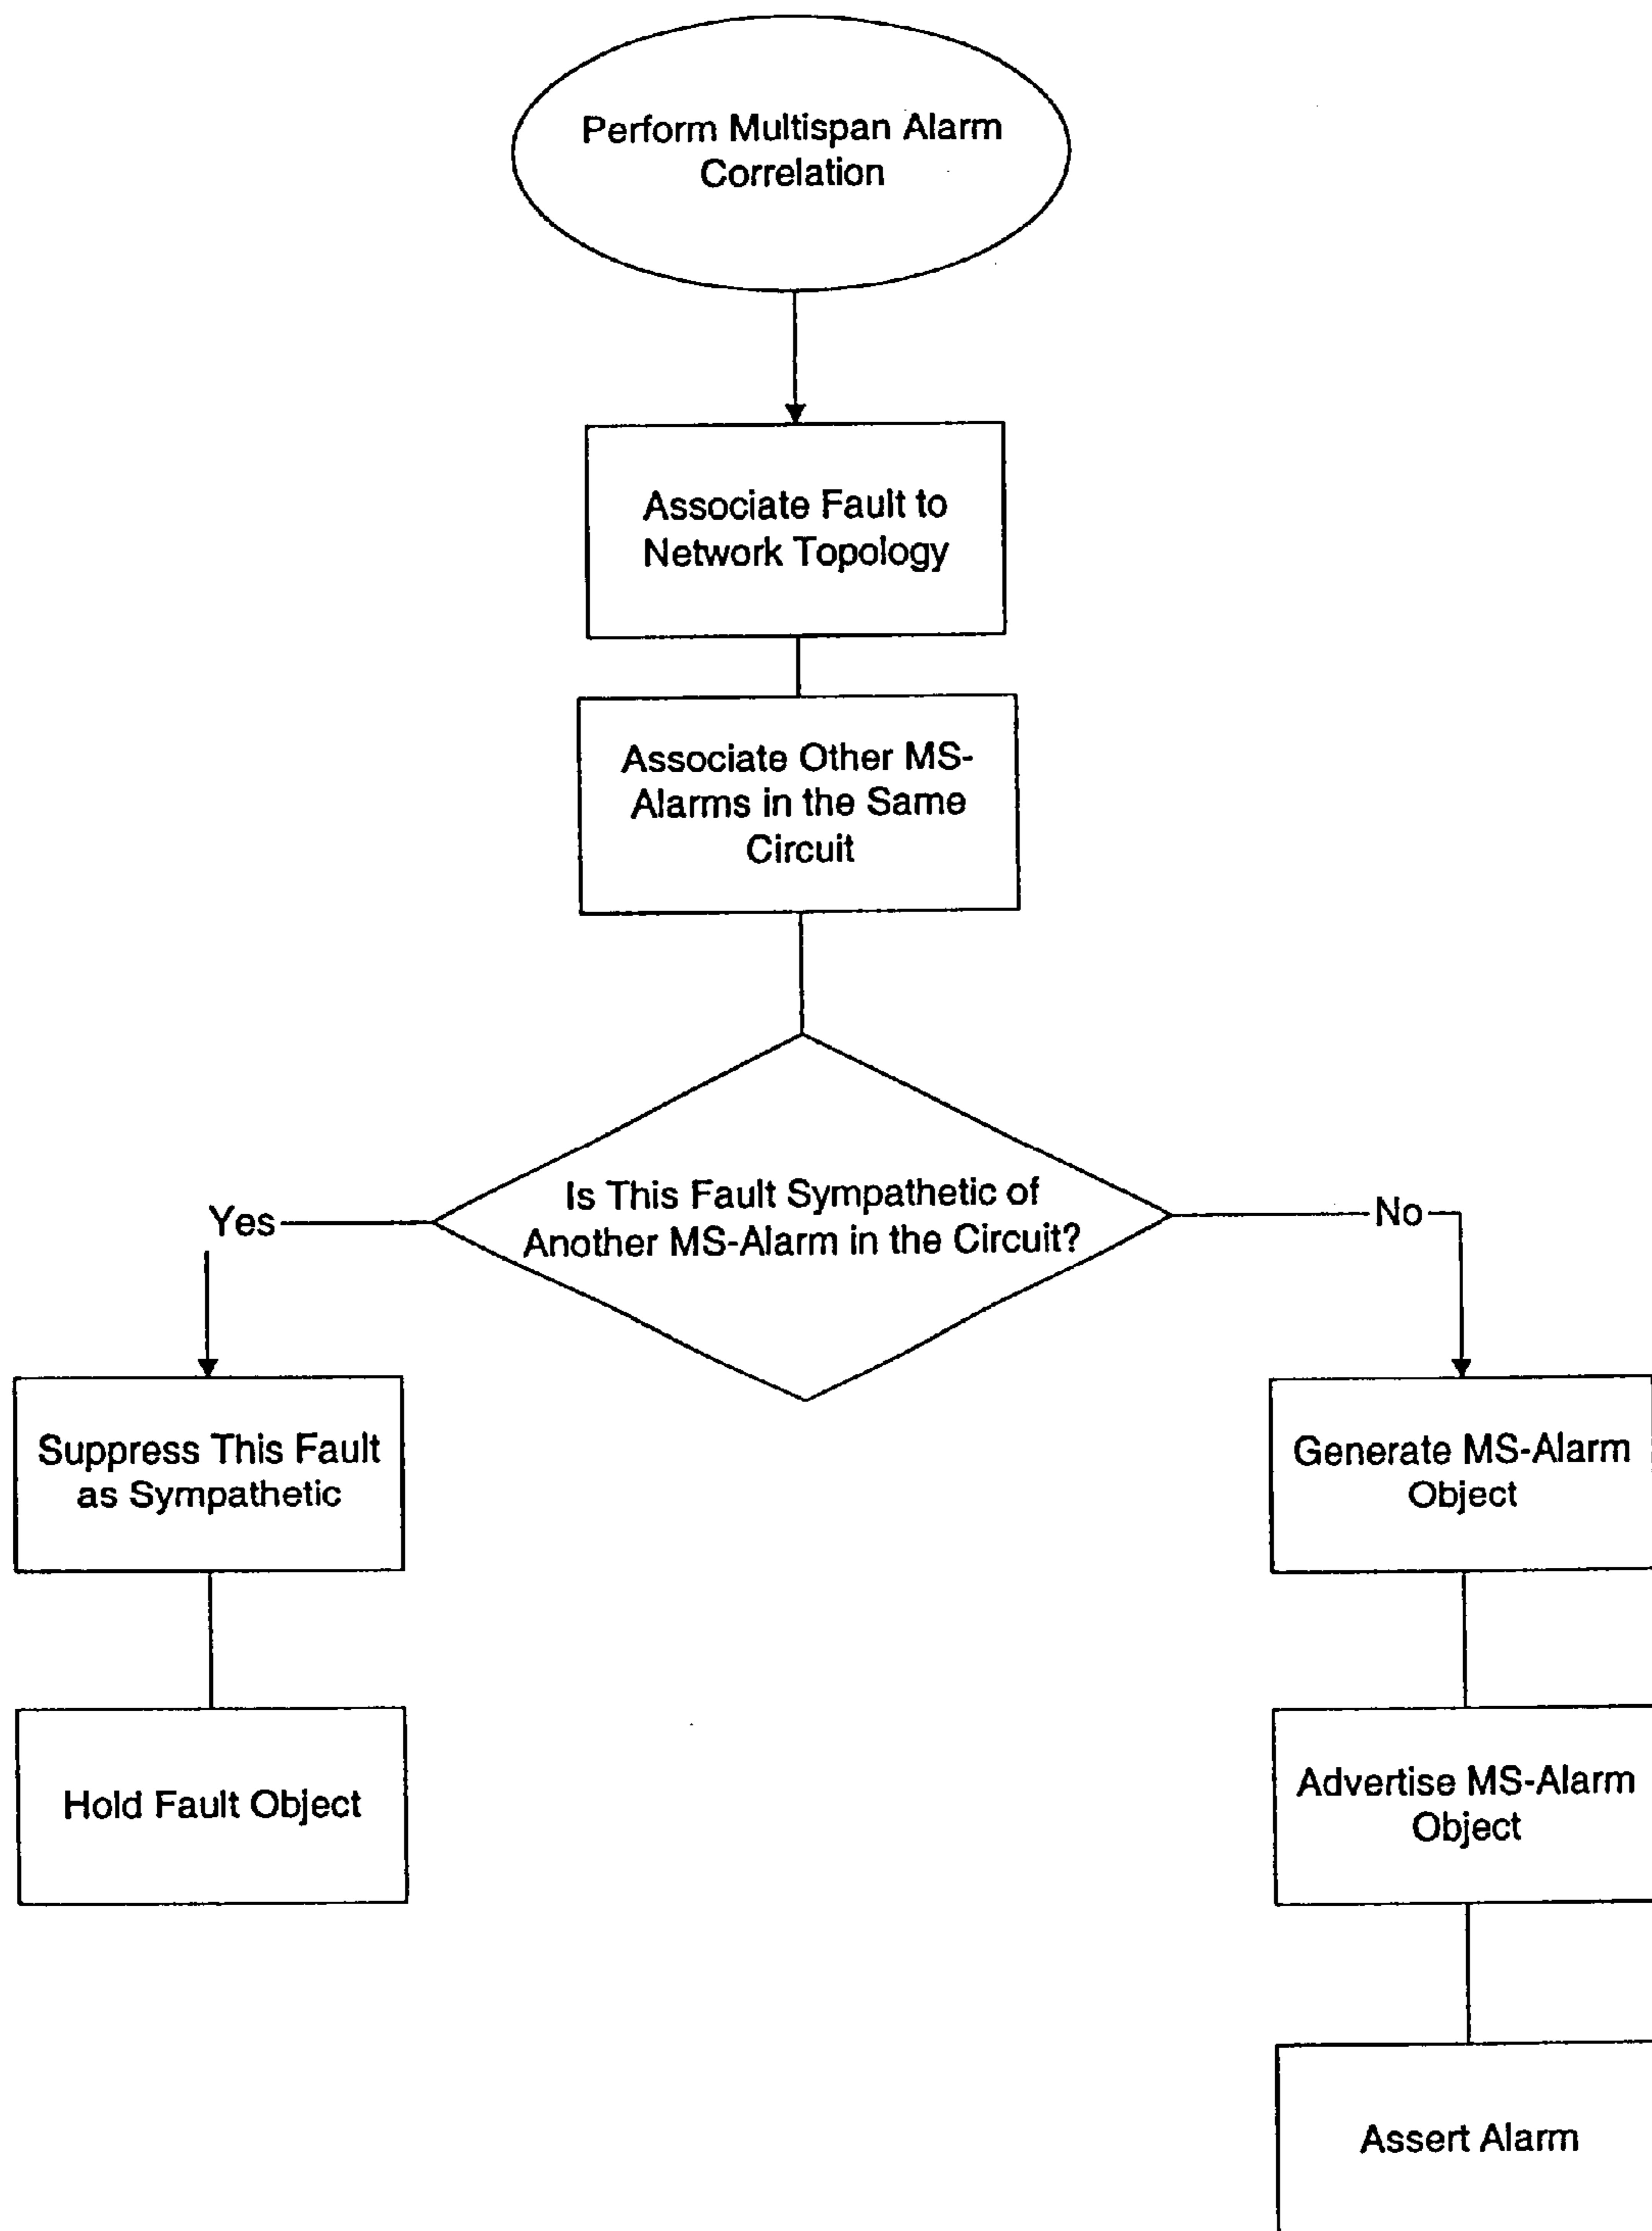 Perform Multispan Alarm
Correlation
Associate Fault to
Network Topology
Associate Other MS-
Alarms in the Same
Circuit
Is This Fault Sympathetic of
Another MS-Alarm in the Circuit?
Yes
No
Suppress This Fault
as Sympathetic
Generate MS-Alarm
Object
Hold Fault Object
Advertise MS-Alarm
Object
Assert Alarm